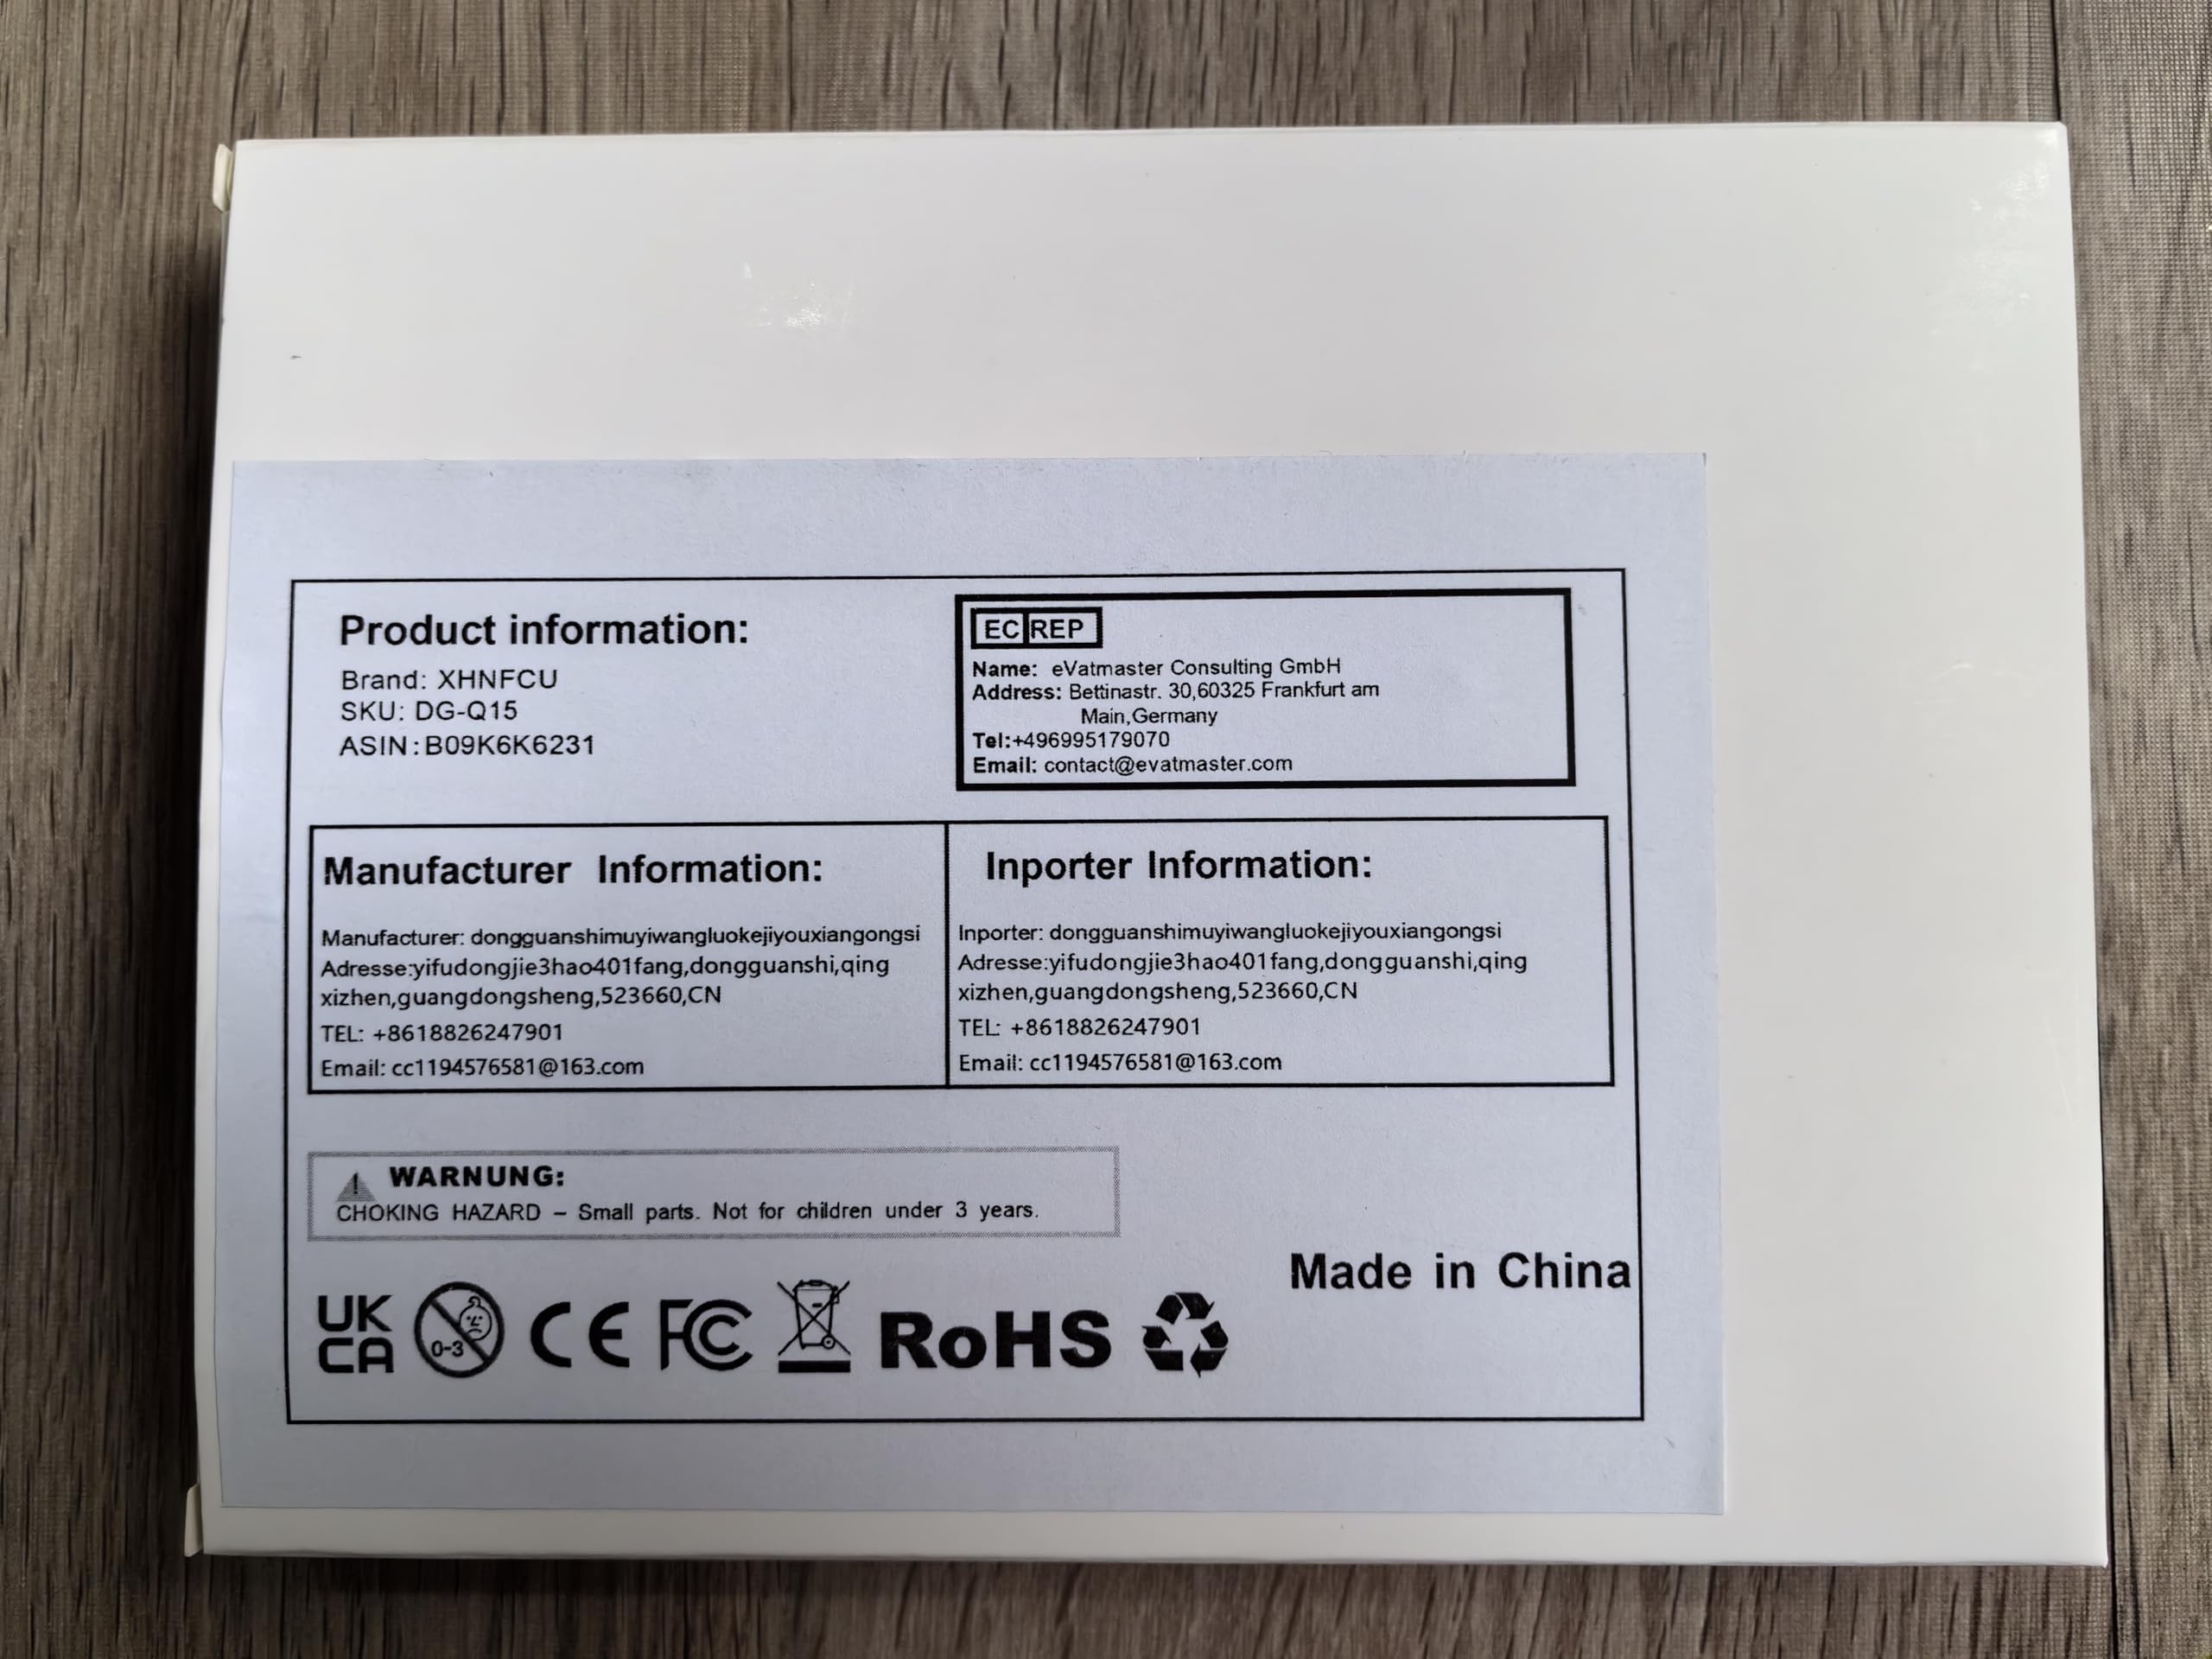 Product information:
Brand: XHNFCU
SKU: DG-Q15
ASIN:B09K6K6231
EC REP
Name: eVatmaster Consulting GmbH
Address: Bettinastr. 30,60325 Frankfurt am
Main,Germany
Tel:+496995179070
Email: contact@evatmaster.com
Manufacturer Information:
Manufacturer: dongguanshimuyiwangluokejiyouxiangongsi
Adresse:yifudongjie3hao401fang,dongguanshi,qing
xizhen,guangdongsheng,523660,CN
TEL: +8618826247901
Email: cc1194576581@163.com
Inporter Information:
Inporter: dongguanshimuyiwangluokejiyouxiangongsi
Adresse:yifudongjie3hao401fang,dongguanshi,qing
xizhen,guangdongsheng,523660,CN
TEL: +8618826247901
Email: cc1194576581@163.com
WARNUNG:
CHOKING HAZARD – Small parts. Not for children under 3 years.
Made in China
UK
CA
0-3
CE
FC
RoHS